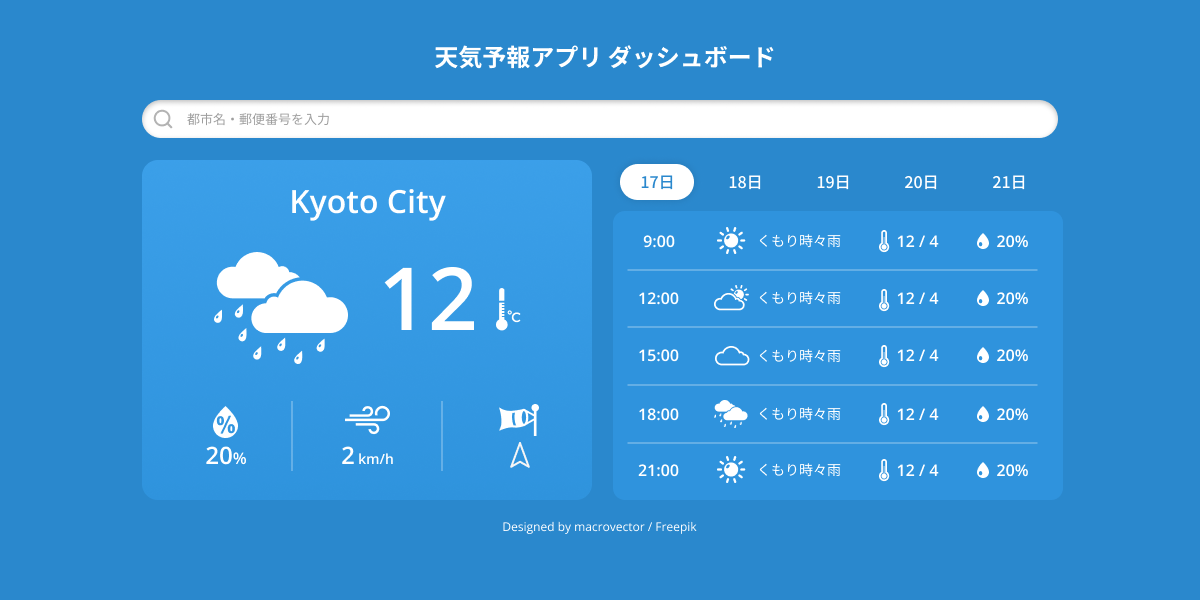 天気予報アプリ ダッシュボード
都市名・郵便番号を入力
Kyoto City
12 ℃
%
20%
2 km/h
17日 18日 19日 20日 21日
9:00 くもり時々雨 12 / 4 20%
12:00 くもり時々雨 12 / 4 20%
15:00 くもり時々雨 12 / 4 20%
18:00 くもり時々雨 12 / 4 20%
21:00 くもり時々雨 12 / 4 20%
Designed by macrovector / Freepik